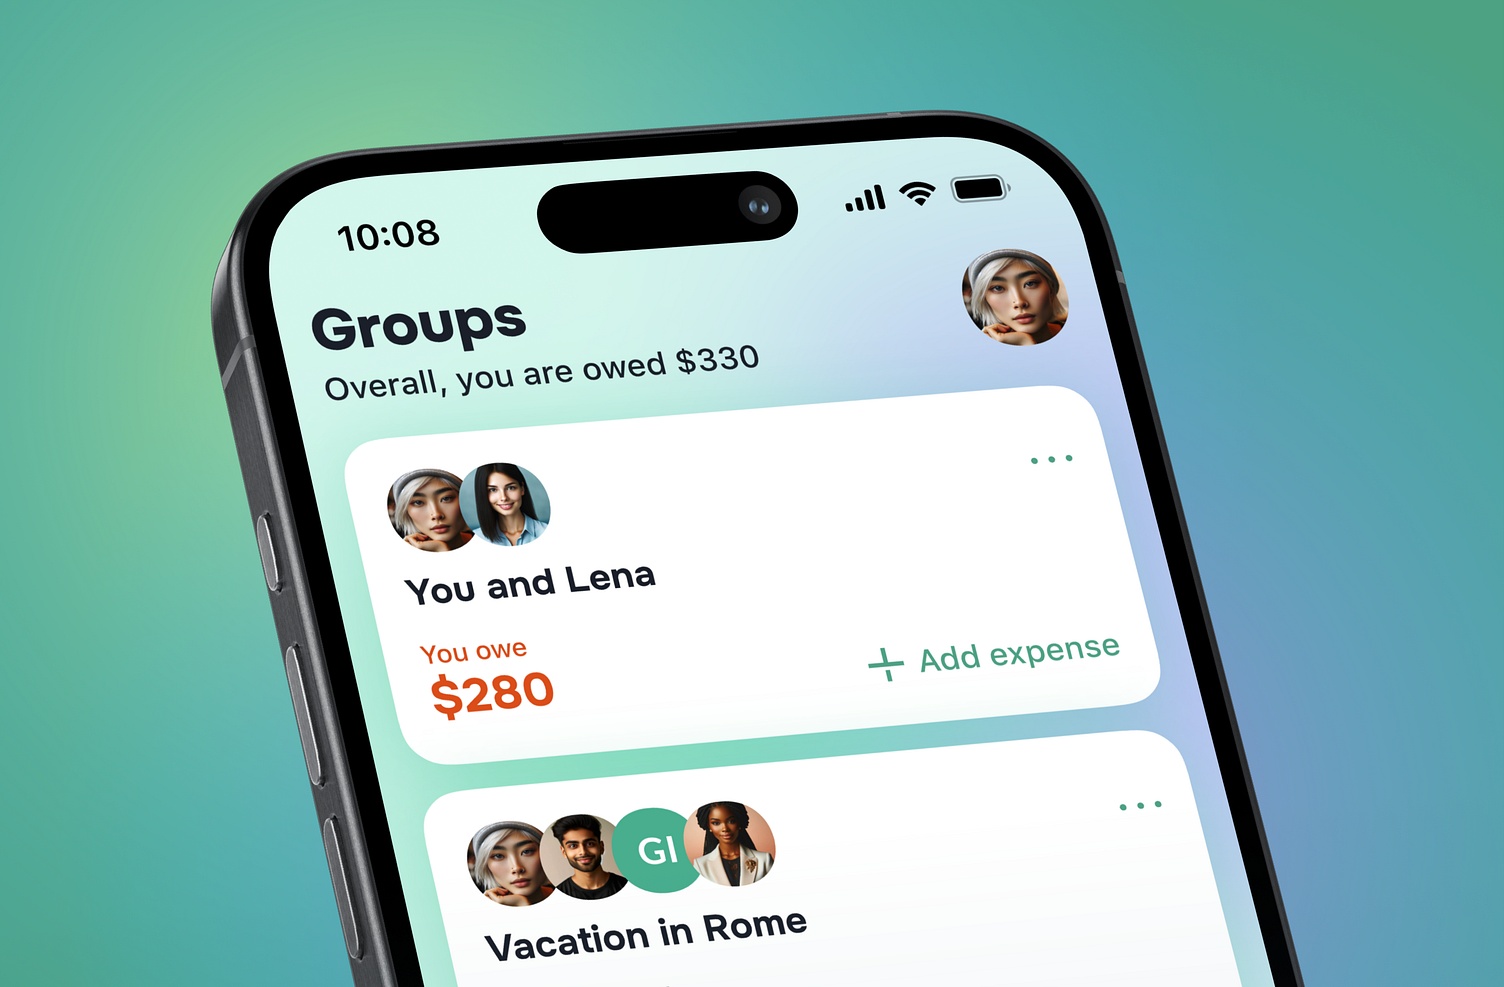 10:08
Groups
Overall, you are owed $330
You and Lena
You owe
$280
Add expense
GI
Vacation in Rome